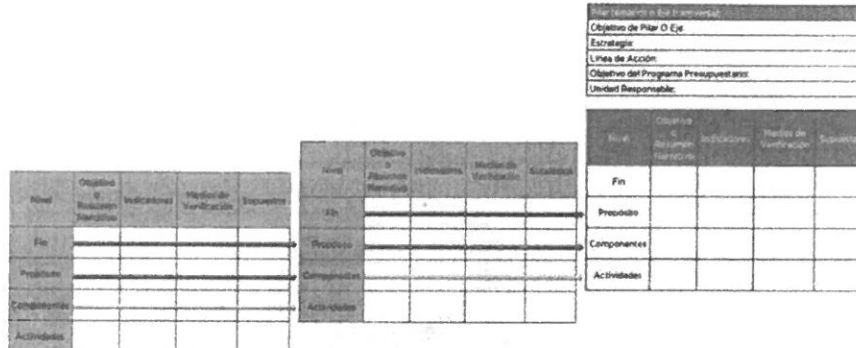 Pilar temático o Eje transversal:
Objetivo de Pilar O Eje
Estrategia:
Línea de Acción:
Objetivo del Programa Presupuestario:
Unidad Responsable:
Nivel
Objetivo
o
Resumen
Narrativo
Indicadores
Medios de
Verificación
Supuestos
Fin
Propósito
Componentes
Actividades
Nivel
Objetivo
o
Resumen
Narrativo
Indicadores
Medios de
Verificación
Supuestos
Fin
Propósito
Componentes
Actividades
Nivel
Objetivo
o
Resumen
Narrativo
Indicadores
Medios de
Verificación
Supuestos
Fin
Propósito
Componentes
Actividades